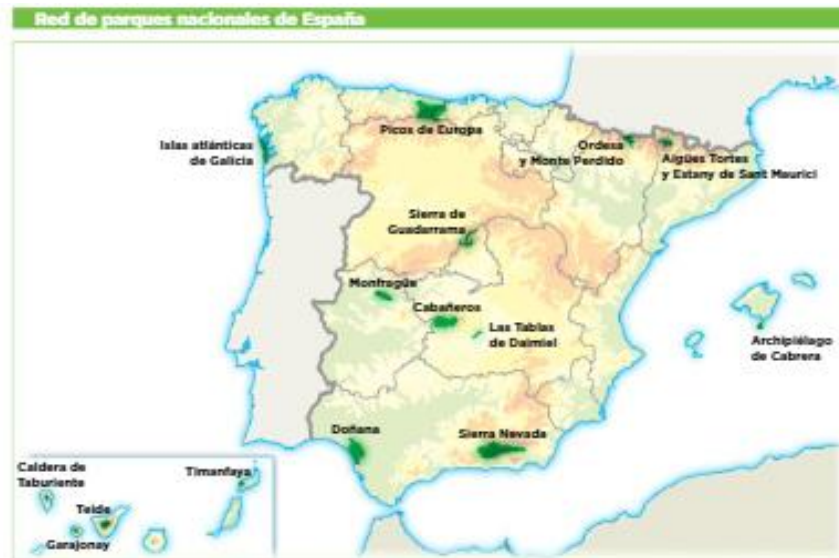 Red de parques nacionales de España
Picos de Europa
Islas atlánticas
de Galicia
Ordesa
y Monte Perdido
Aigües Tortes
y Estany de Sant Maurici
Sierra de
Guadarrama
Monfragüe
Cabañeros
Las Tablas
de Daimiel
Archipiélago
de Cabrera
Doñana
Sierra Nevada
Caldera de
Taburiente
Timanfaya
Teide
Garajonay